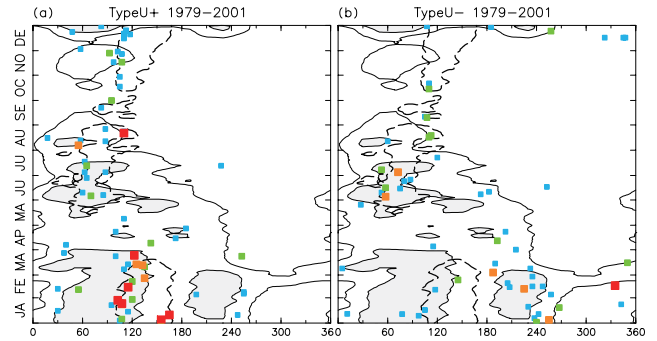 (a) TypeU+ 1979−2001
(b) TypeU− 1979−2001
DE
NO
OC
SE
AU
JU
JU
MA
AP
MA
FE
JA
0 60 120 180 240 300 360
0 60 120 180 240 300 360